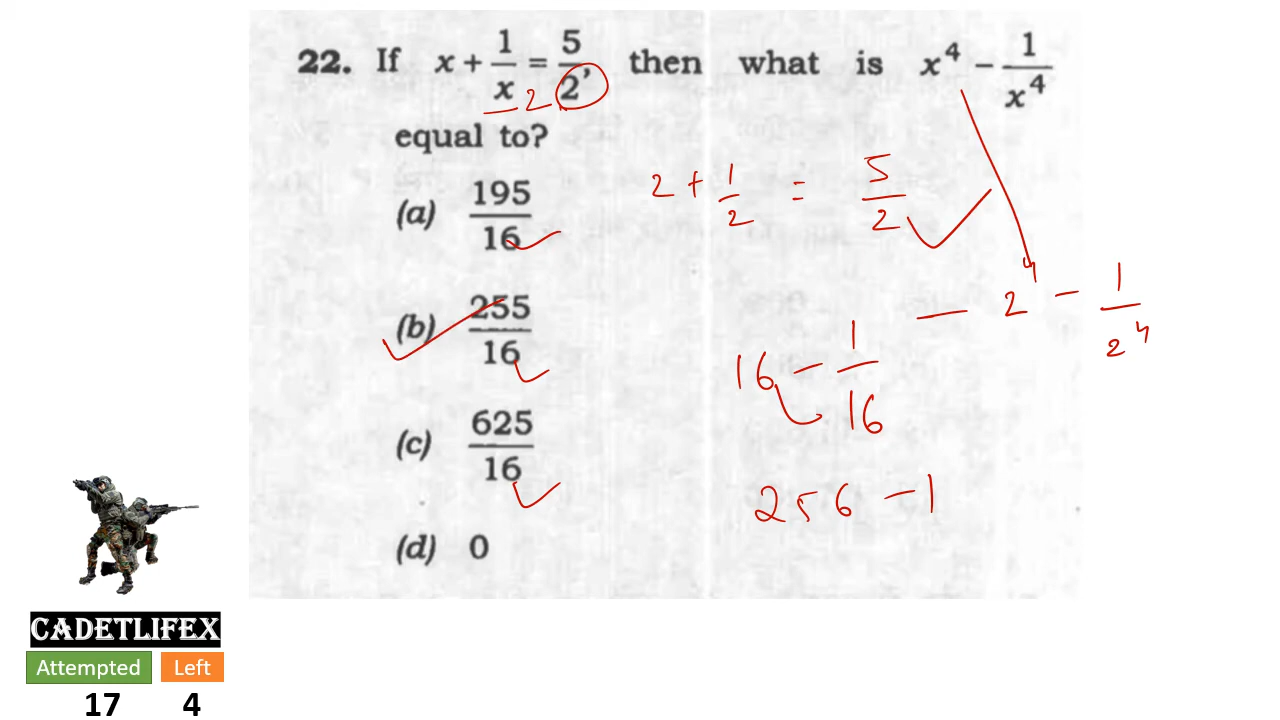 22. If x + 1/x = 5/2, then what is x⁴ − 1/x⁴
2
equal to?
2 + 1/2 = 5/2
(a) 195/16
— 2⁴ − 1/2⁴
(b) 255/16
16 − 1/16
(c) 625/16
256 − 1
(d) 0
CADETLIFEX
Attempted Left
17 4